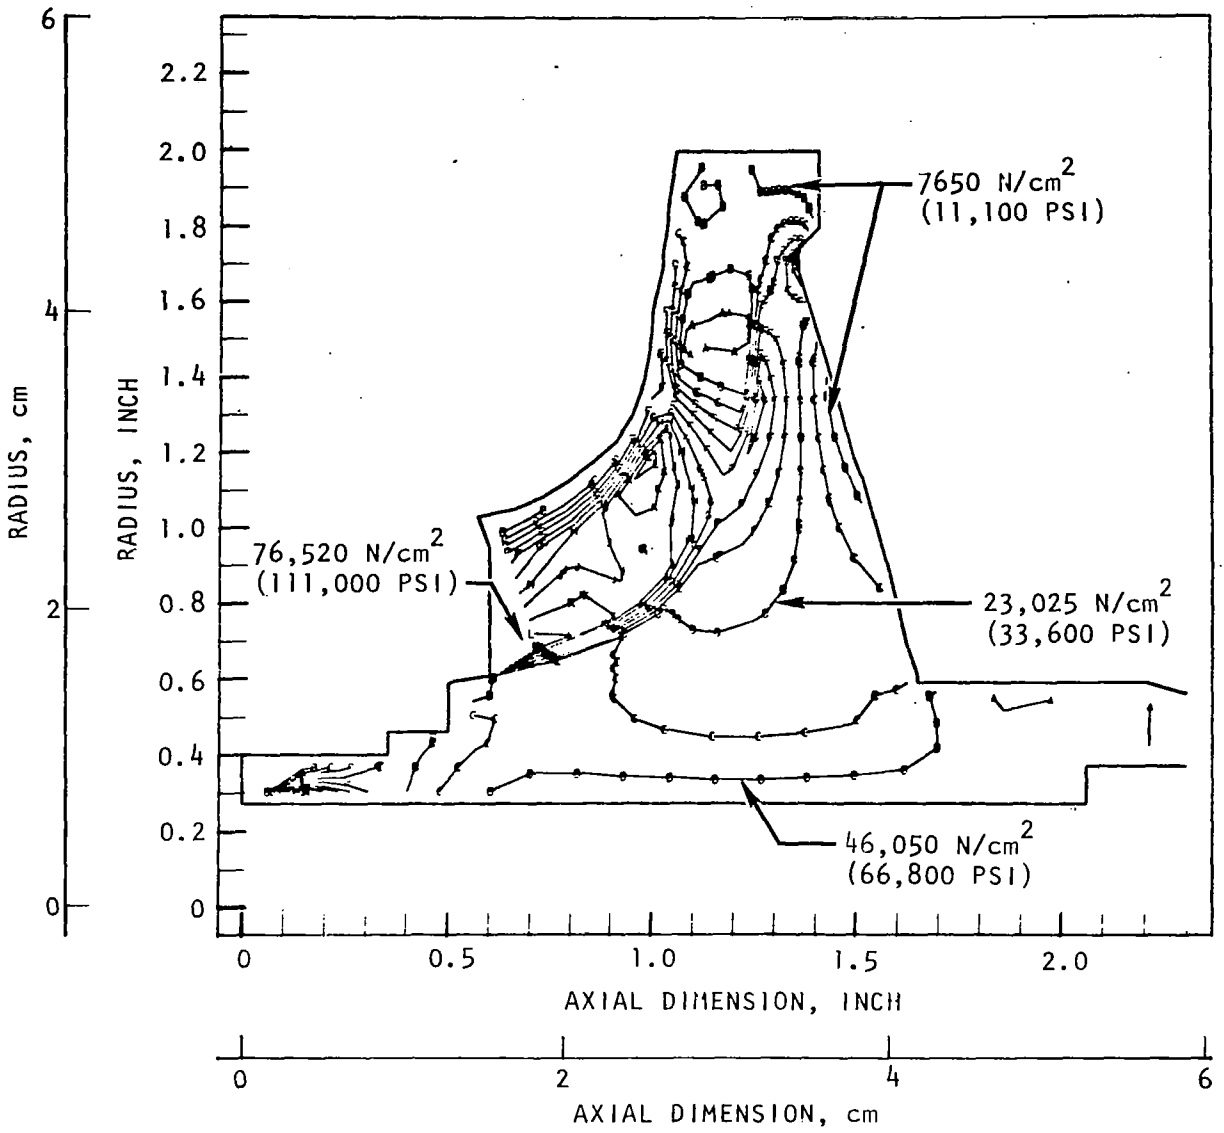 6
4
2
0
RADIUS, cm
2.2
2.0
1.8
1.6
1.4
1.2
1.0
0.8
0.6
0.4
0.2
0
RADIUS, INCH
7650 N/cm2
(11,100 PSI)
76,520 N/cm2
(111,000 PSI)
23,025 N/cm2
(33,600 PSI)
46,050 N/cm2
(66,800 PSI)
0 0.5 1.0 1.5 2.0
AXIAL DIMENSION, INCH
0 2 4 6
AXIAL DIMENSION, cm